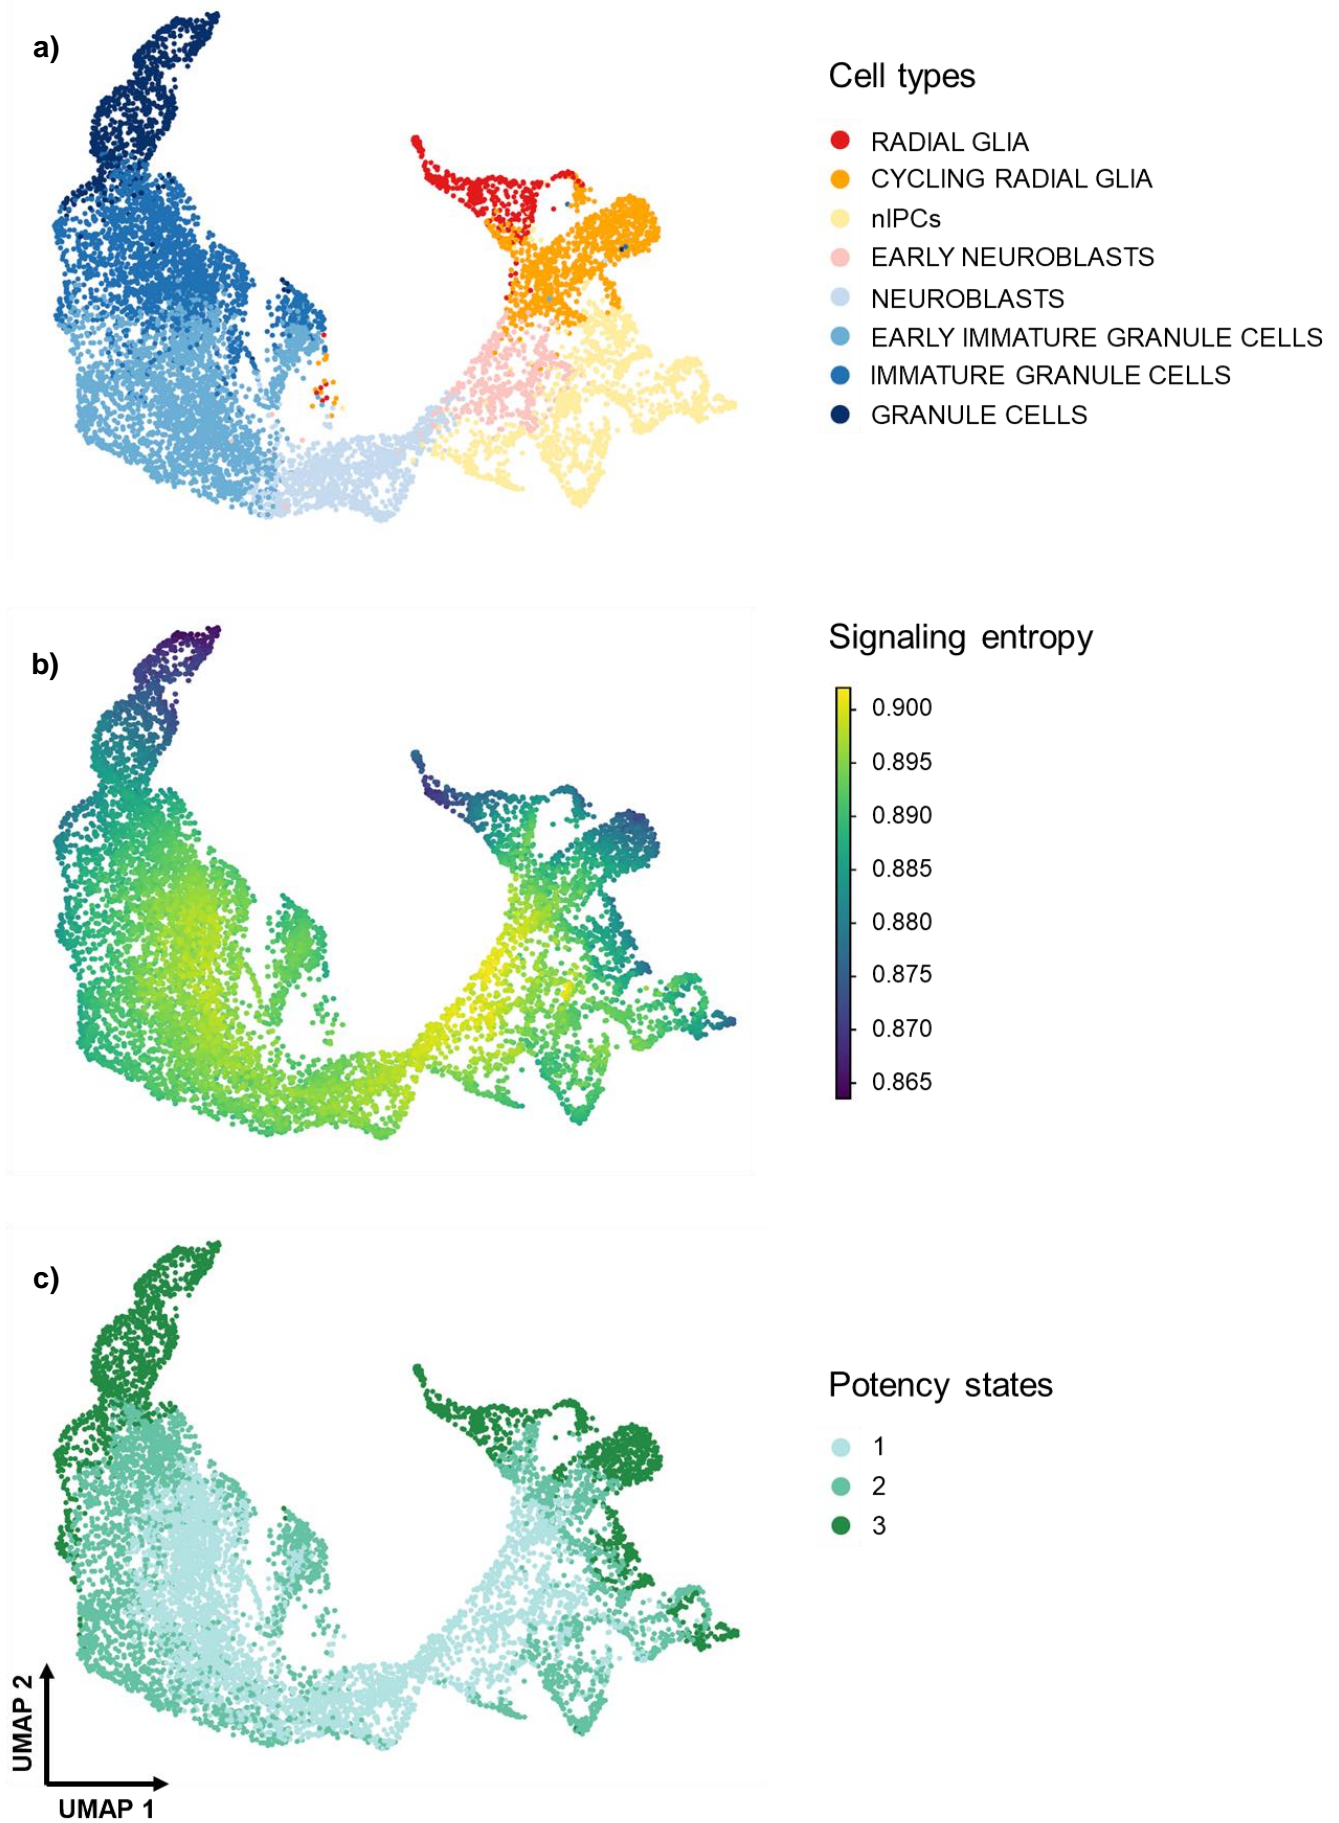 a)
Cell types
RADIAL GLIA
CYCLING RADIAL GLIA
nIPCs
EARLY NEUROBLASTS
NEUROBLASTS
EARLY IMMATURE GRANULE CELLS
IMMATURE GRANULE CELLS
GRANULE CELLS
b)
Signaling entropy
0.900
0.895
0.890
0.885
0.880
0.875
0.870
0.865
c)
Potency states
1
2
3
UMAP 2
UMAP 1